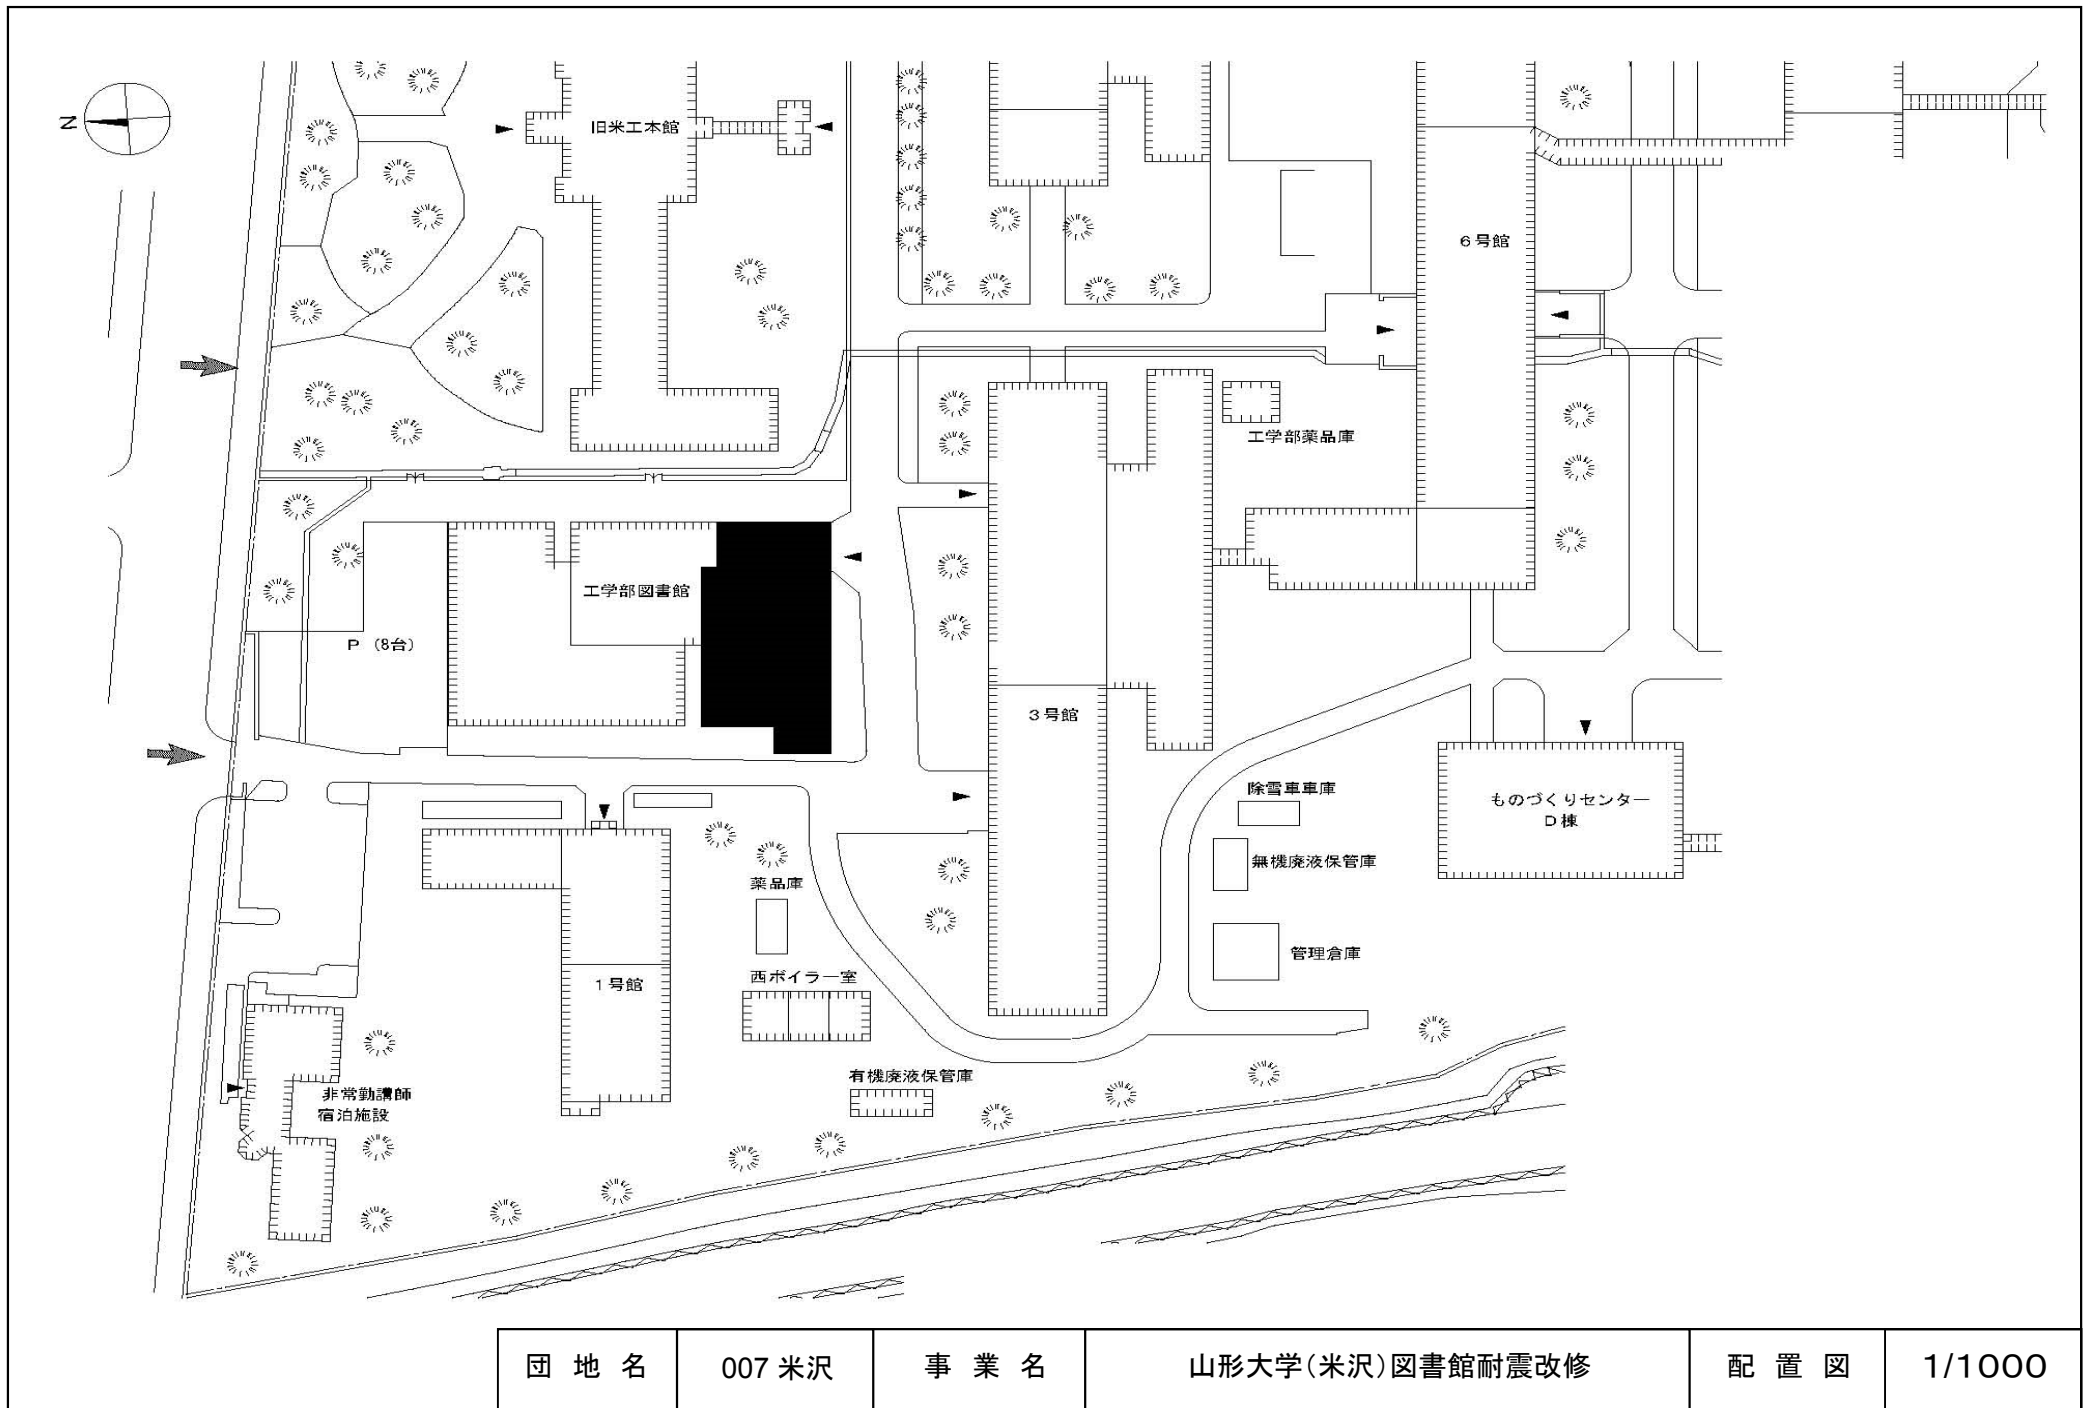 N
旧米工本館
6号館
工学部薬品庫
工学部図書館
P (8台)
3号館
除雪車車庫
ものづくりセンター
D棟
無機廃液保管庫
薬品庫
管理倉庫
西ボイラー室
1号館
有機廃液保管庫
非常勤講師
宿泊施設
団地名 007 米沢 事業名 山形大学(米沢)図書館耐震改修 配置図 1/1000